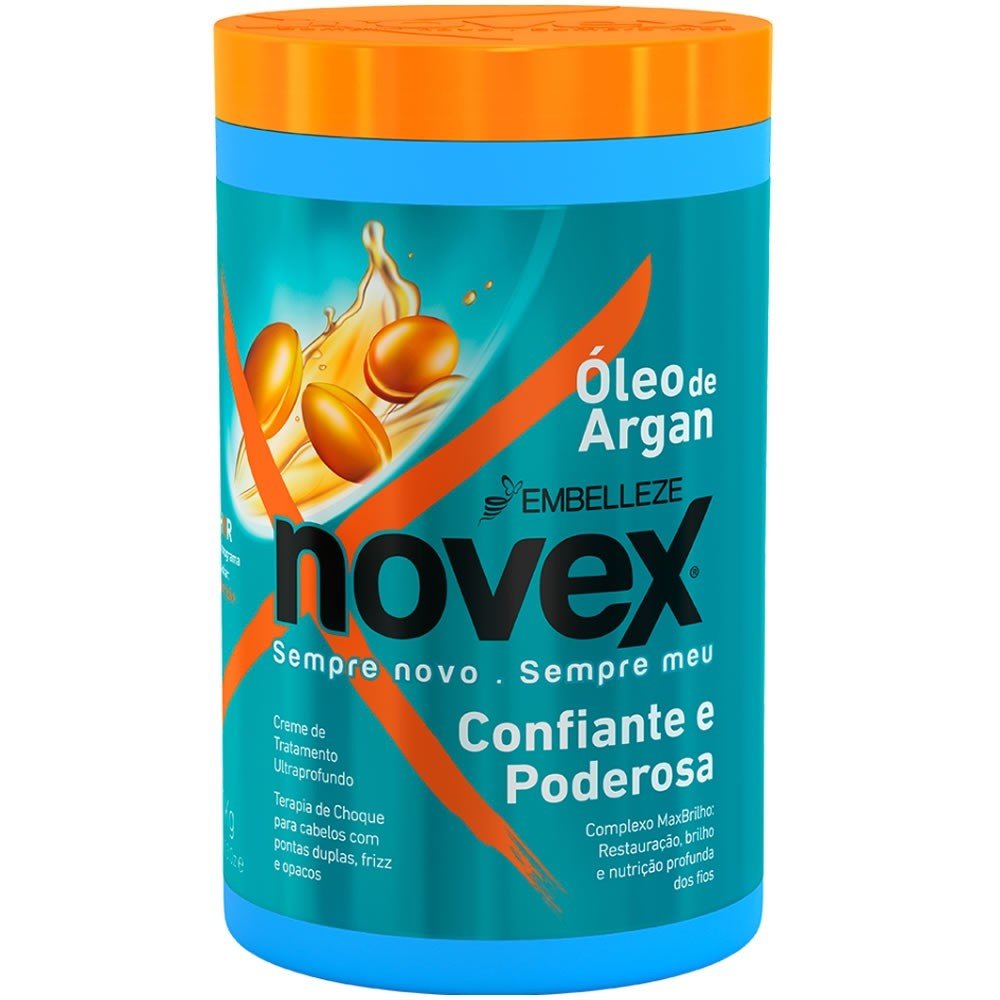 Óleo de
Argan
EMBELLEZE
novex®
Sempre novo . Sempre meu
Confiante e
Poderosa
Creme de
Tratamento
Ultraprofundo
Terapia de Choque
para cabelos com
pontas duplas, frizz
e opacos
Complexo MaxBrilho:
Restauração, brilho
e nutrição profunda
dos fios